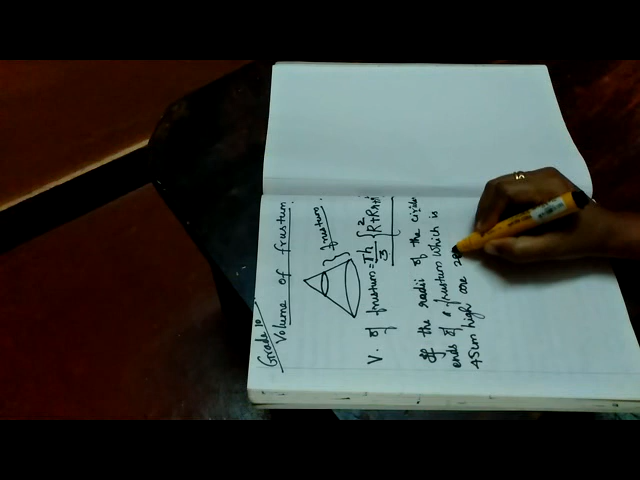 Grade 10
Volume of frustum.
frustum.
V. of frustum = πh/3 {R²+Rr+
If the radii of the circular
ends of a frustum which is
45cm high are 28